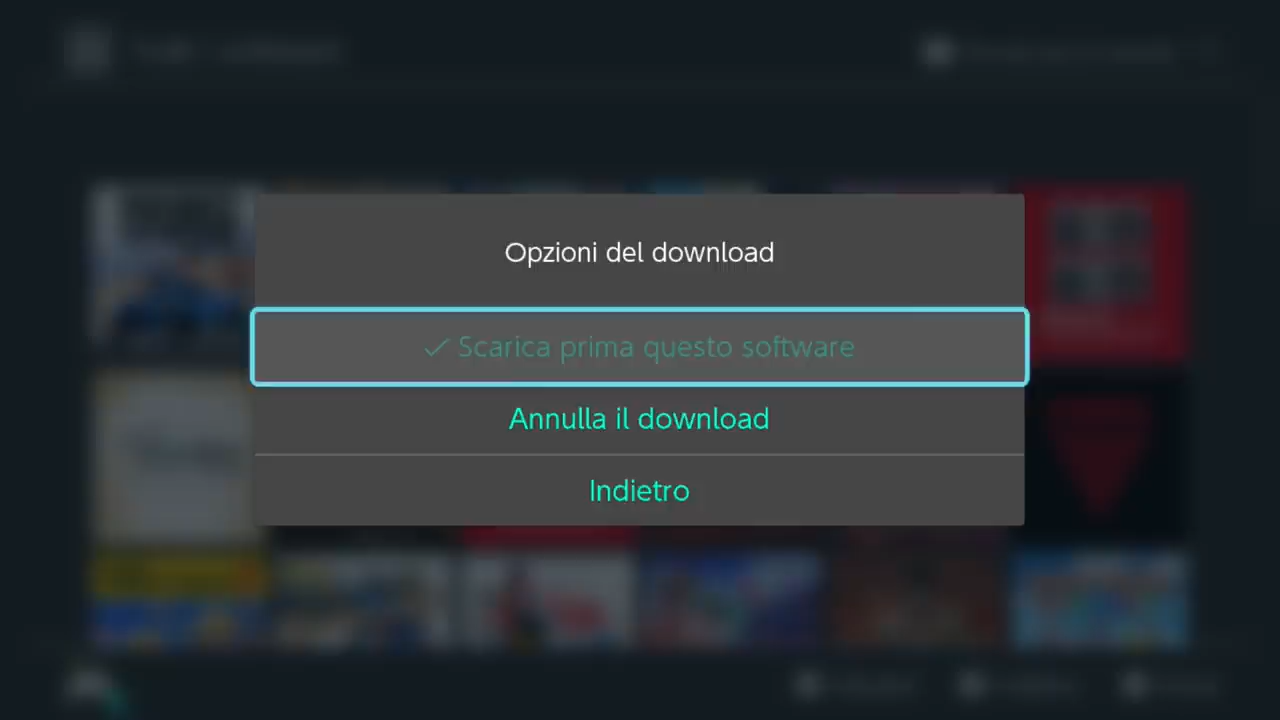 Opzioni del download
✓ Scarica prima questo software
Annulla il download
Indietro